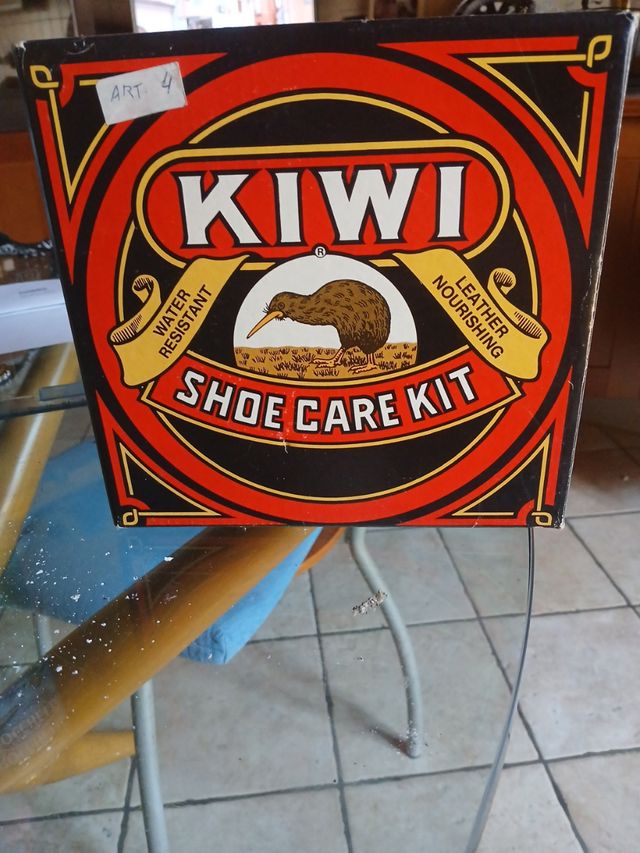 ART. 4
KIWI
®
WATER
RESISTANT
LEATHER
NOURISHING
SHOE CARE KIT